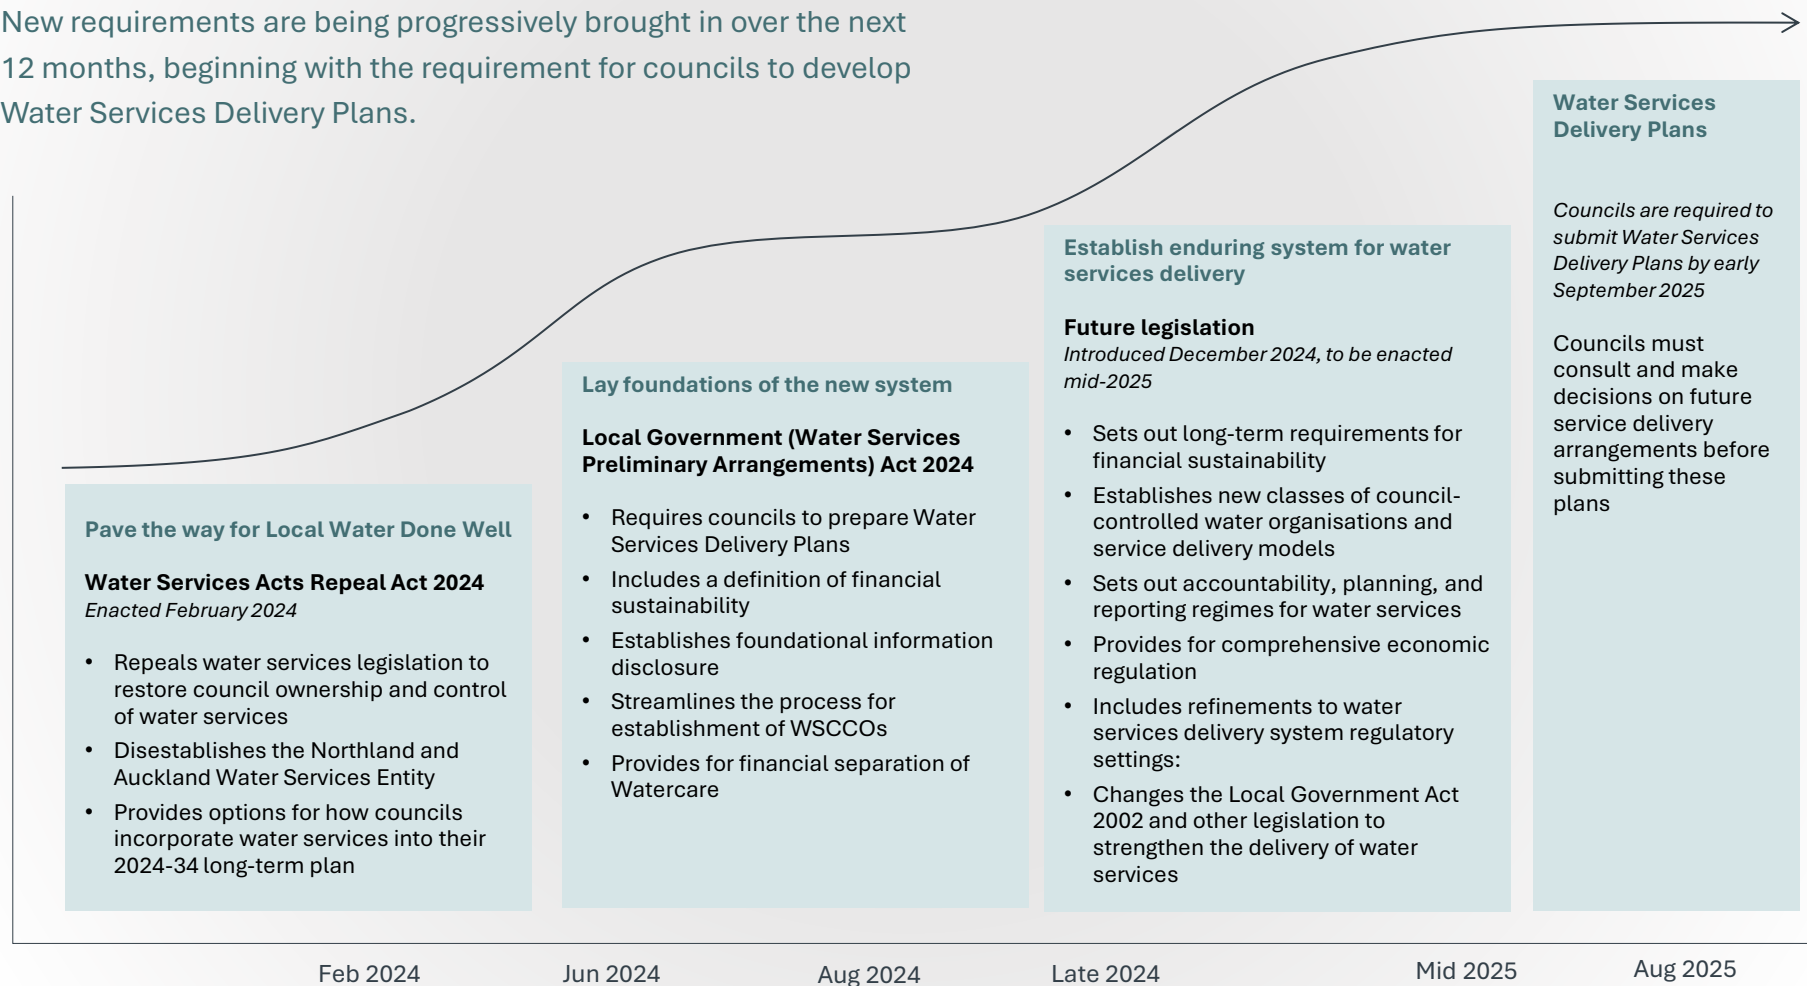 New requirements are being progressively brought in over the next
12 months, beginning with the requirement for councils to develop
Water Services Delivery Plans.
Pave the way for Local Water Done Well
Water Services Acts Repeal Act 2024
Enacted February 2024
• Repeals water services legislation to
restore council ownership and control
of water services
• Disestablishes the Northland and
Auckland Water Services Entity
• Provides options for how councils
incorporate water services into their
2024-34 long-term plan
Lay foundations of the new system
Local Government (Water Services
Preliminary Arrangements) Act 2024
• Requires councils to prepare Water
Services Delivery Plans
• Includes a definition of financial
sustainability
• Establishes foundational information
disclosure
• Streamlines the process for
establishment of WSCCOs
• Provides for financial separation of
Watercare
Establish enduring system for water
services delivery
Future legislation
Introduced December 2024, to be enacted
mid-2025
• Sets out long-term requirements for
financial sustainability
• Establishes new classes of council-
controlled water organisations and
service delivery models
• Sets out accountability, planning, and
reporting regimes for water services
• Provides for comprehensive economic
regulation
• Includes refinements to water
services delivery system regulatory
settings:
• Changes the Local Government Act
2002 and other legislation to
strengthen the delivery of water
services
Water Services
Delivery Plans
Councils are required to
submit Water Services
Delivery Plans by early
September 2025
Councils must
consult and make
decisions on future
service delivery
arrangements before
submitting these
plans
Feb 2024
Jun 2024
Aug 2024
Late 2024
Mid 2025
Aug 2025